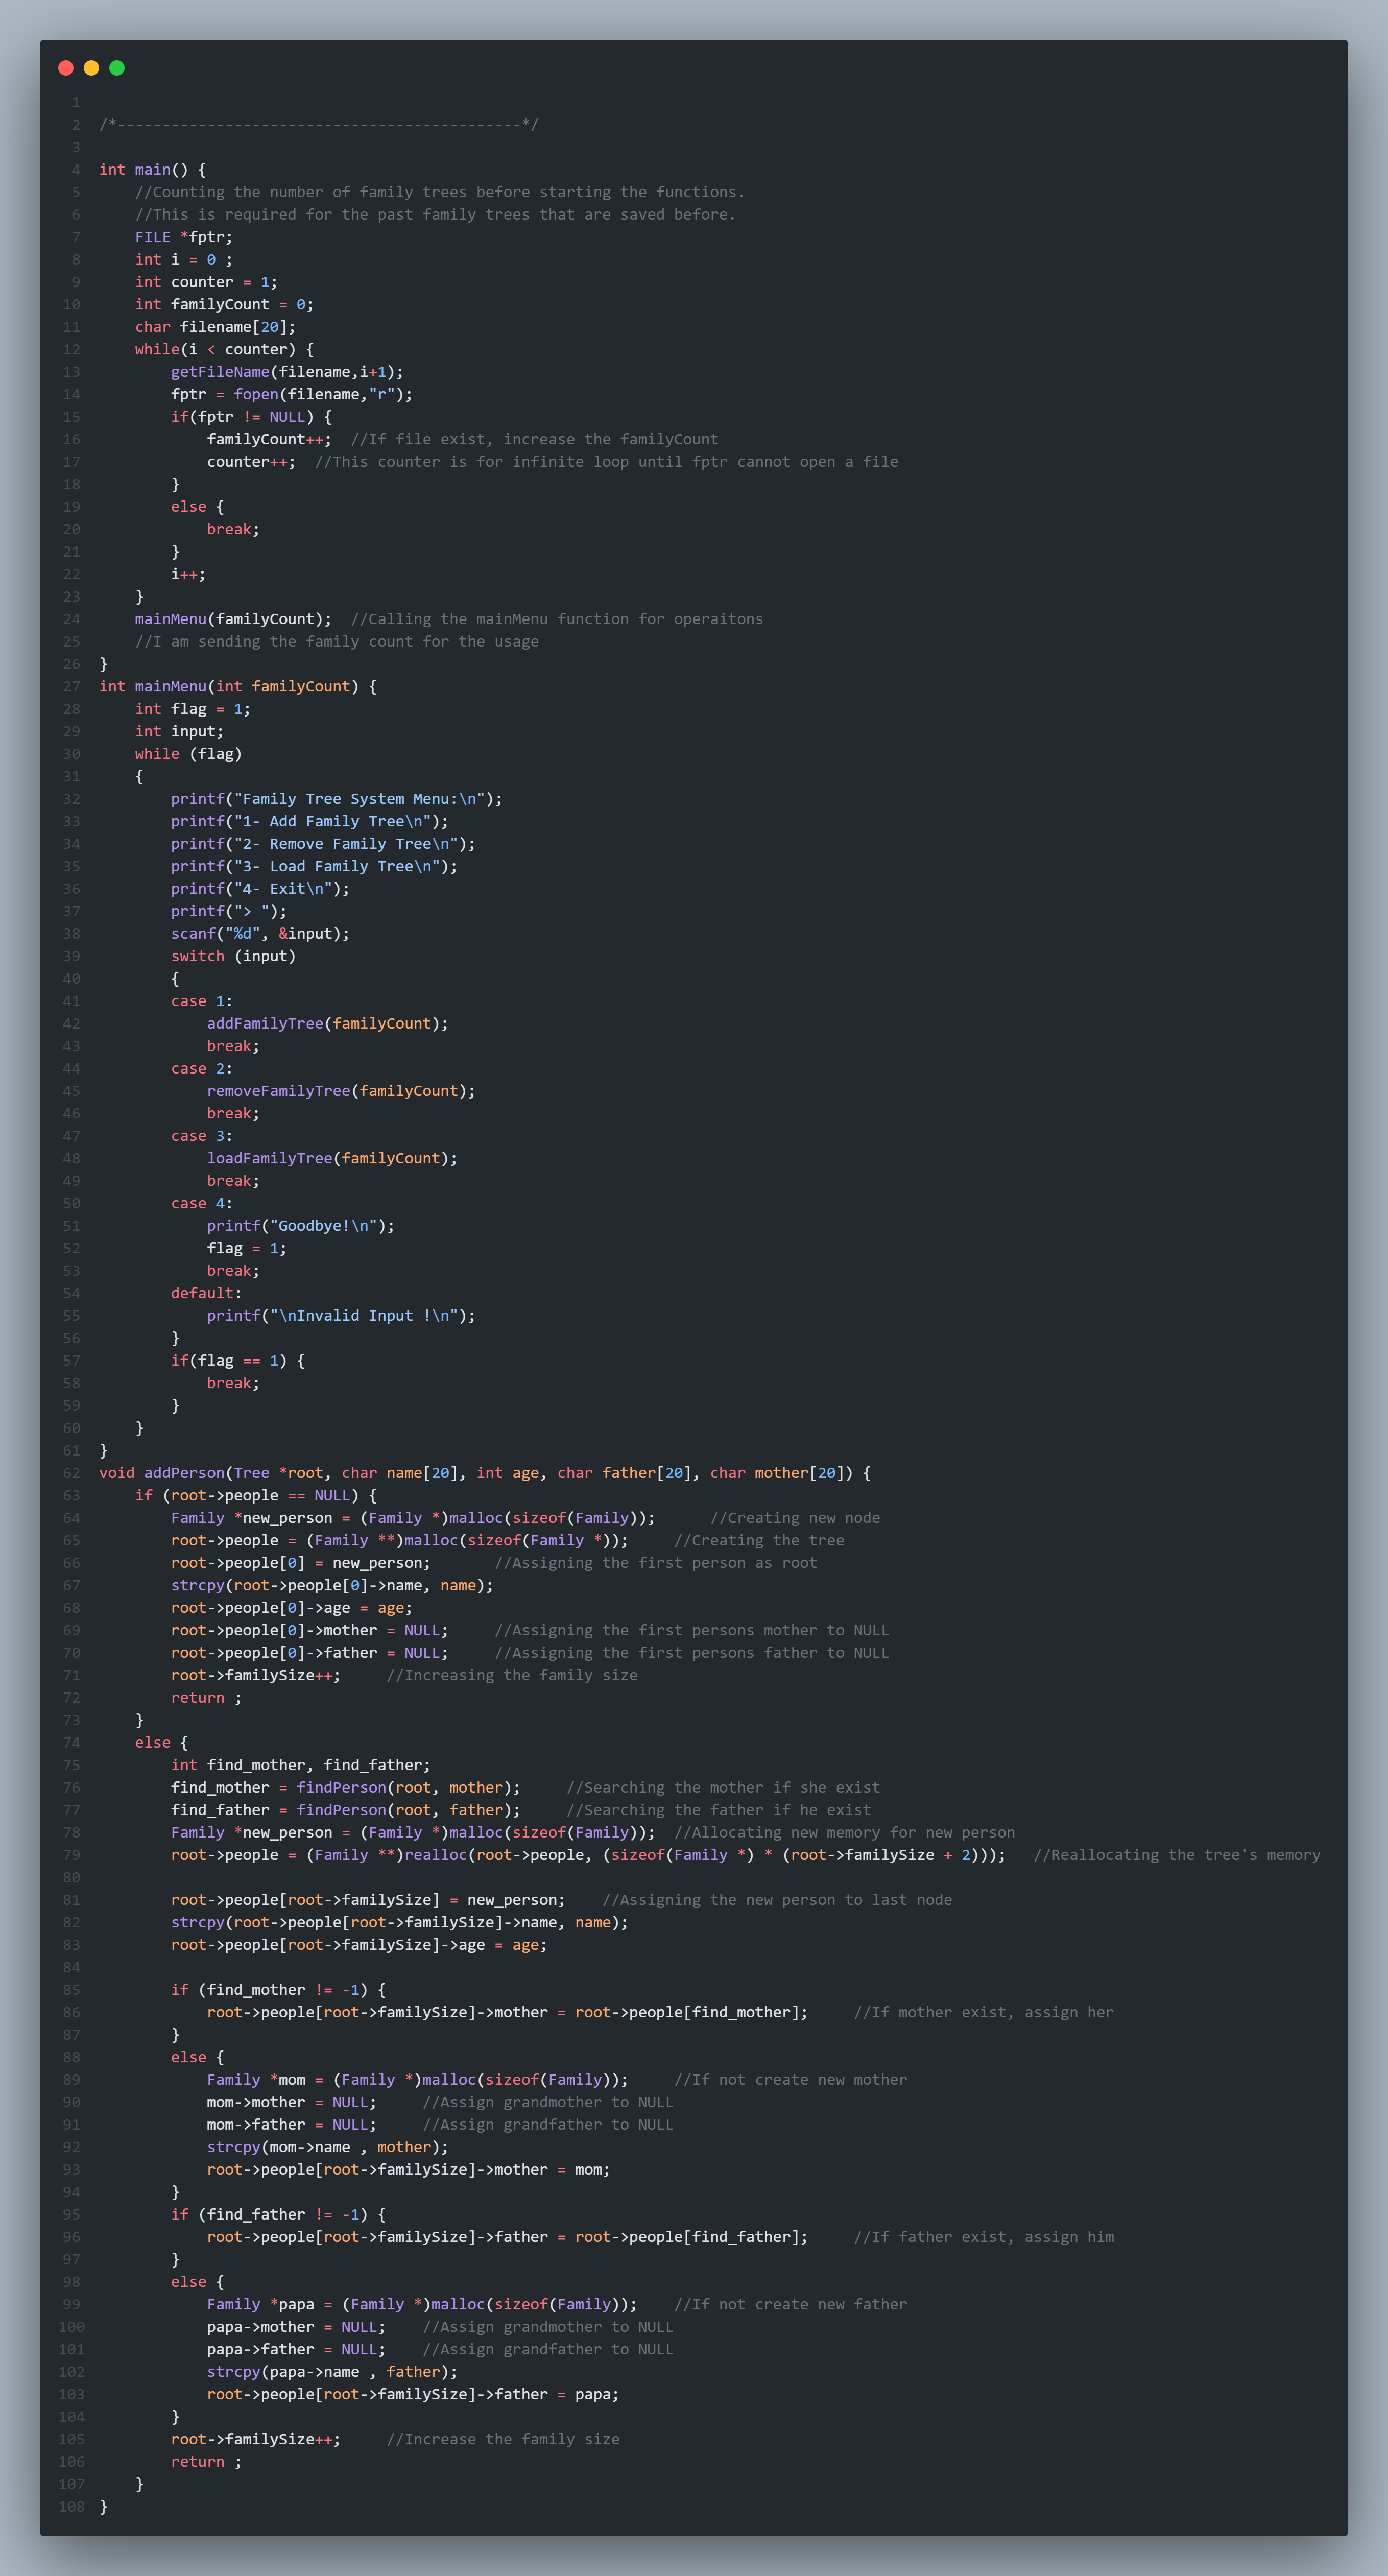 1
2 /*---------------------------------------------*/
3
4 int main() {
5     //Counting the number of family trees before starting the functions.
6     //This is required for the past family trees that are saved before.
7     FILE *fptr;
8     int i = 0 ;
9     int counter = 1;
10     int familyCount = 0;
11     char filename[20];
12     while(i < counter) {
13         getFileName(filename,i+1);
14         fptr = fopen(filename,"r");
15         if(fptr != NULL) {
16             familyCount++;  //If file exist, increase the familyCount
17             counter++;  //This counter is for infinite loop until fptr cannot open a file
18         }
19         else {
20             break;
21         }
22         i++;
23     }
24     mainMenu(familyCount);  //Calling the mainMenu function for operaitons
25     //I am sending the family count for the usage
26 }
27 int mainMenu(int familyCount) {
28     int flag = 1;
29     int input;
30     while (flag)
31     {
32         printf("Family Tree System Menu:\n");
33         printf("1- Add Family Tree\n");
34         printf("2- Remove Family Tree\n");
35         printf("3- Load Family Tree\n");
36         printf("4- Exit\n");
37         printf("> ");
38         scanf("%d", &input);
39         switch (input)
40         {
41         case 1:
42             addFamilyTree(familyCount);
43             break;
44         case 2:
45             removeFamilyTree(familyCount);
46             break;
47         case 3:
48             loadFamilyTree(familyCount);
49             break;
50         case 4:
51             printf("Goodbye!\n");
52             flag = 1;
53             break;
54         default:
55             printf("\nInvalid Input !\n");
56         }
57         if(flag == 1) {
58             break;
59         }
60     }
61 }
62 void addPerson(Tree *root, char name[20], int age, char father[20], char mother[20]) {
63     if (root->people == NULL) {
64         Family *new_person = (Family *)malloc(sizeof(Family));      //Creating new node
65         root->people = (Family **)malloc(sizeof(Family *));     //Creating the tree
66         root->people[0] = new_person;       //Assigning the first person as root
67         strcpy(root->people[0]->name, name);
68         root->people[0]->age = age;
69         root->people[0]->mother = NULL;     //Assigning the first persons mother to NULL
70         root->people[0]->father = NULL;     //Assigning the first persons father to NULL
71         root->familySize++;     //Increasing the family size
72         return ;
73     }
74     else {
75         int find_mother, find_father;
76         find_mother = findPerson(root, mother);     //Searching the mother if she exist
77         find_father = findPerson(root, father);     //Searching the father if he exist
78         Family *new_person = (Family *)malloc(sizeof(Family));  //Allocating new memory for new person
79         root->people = (Family **)realloc(root->people, (sizeof(Family *) * (root->familySize + 2)));   //Reallocating the tree's memory
80
81         root->people[root->familySize] = new_person;    //Assigning the new person to last node
82         strcpy(root->people[root->familySize]->name, name);
83         root->people[root->familySize]->age = age;
84
85         if (find_mother != -1) {
86             root->people[root->familySize]->mother = root->people[find_mother];     //If mother exist, assign her
87         }
88         else {
89             Family *mom = (Family *)malloc(sizeof(Family));     //If not create new mother
90             mom->mother = NULL;     //Assign grandmother to NULL
91             mom->father = NULL;     //Assign grandfather to NULL
92             strcpy(mom->name , mother);
93             root->people[root->familySize]->mother = mom;
94         }
95         if (find_father != -1) {
96             root->people[root->familySize]->father = root->people[find_father];     //If father exist, assign him
97         }
98         else {
99             Family *papa = (Family *)malloc(sizeof(Family));    //If not create new father
100             papa->mother = NULL;    //Assign grandmother to NULL
101             papa->father = NULL;    //Assign grandfather to NULL
102             strcpy(papa->name , father);
103             root->people[root->familySize]->father = papa;
104         }
105         root->familySize++;     //Increase the family size
106         return ;
107     }
108 }